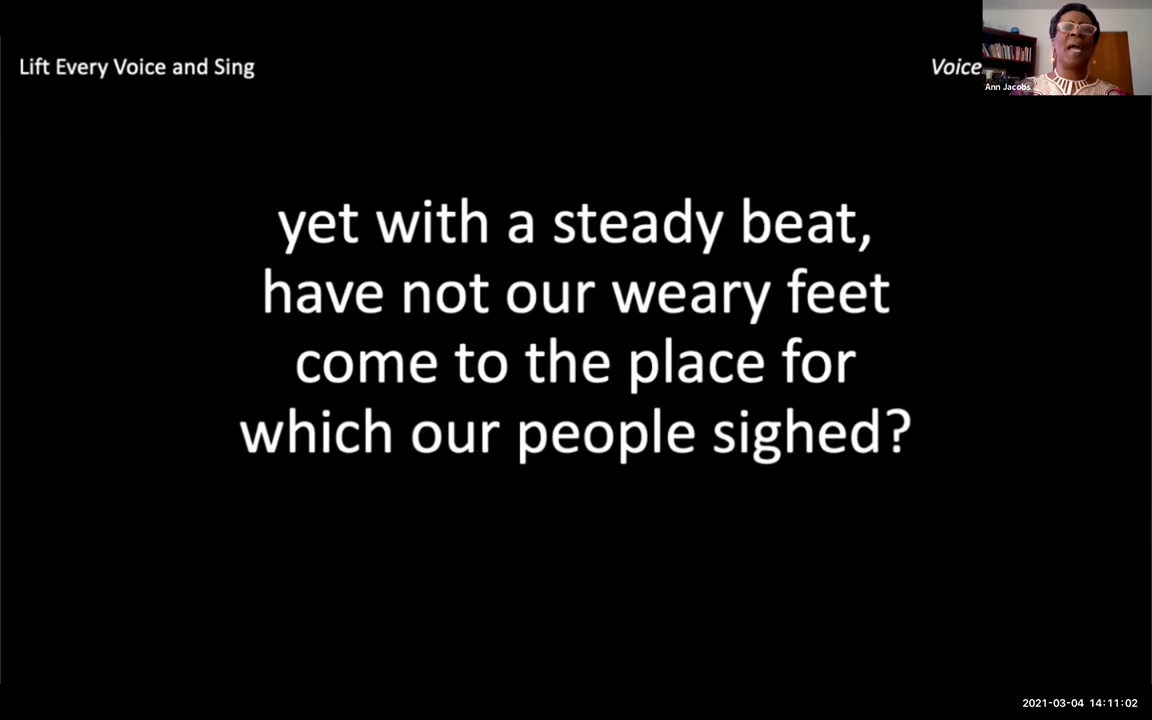 Lift Every Voice and Sing
Voice
Ann Jacobs
yet with a steady beat,
have not our weary feet
come to the place for
which our people sighed?
2021-03-04 14:11:02